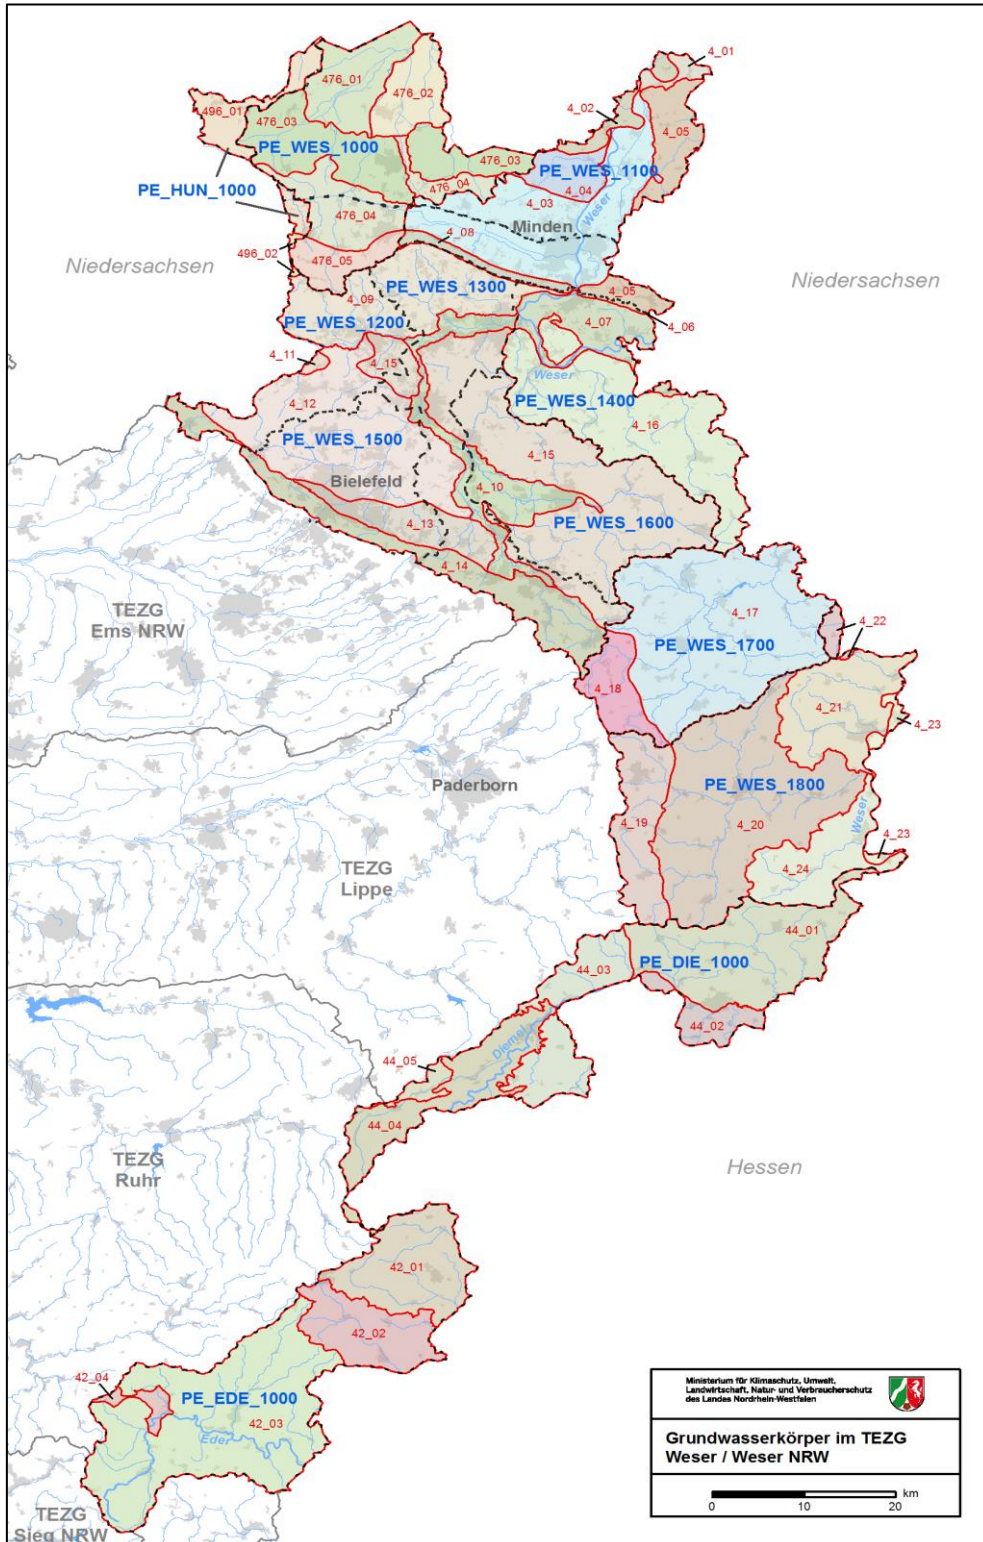 4_01
476_01
476_02
4_02
496_01
476_03
4_05
PE_WES_1000
476_03
PE_WES_1100
PE_HUN_1000
476_04
4_04
4_03
Weser
476_04
Minden
4_08
496_02
476_05
Niedersachsen
Niedersachsen
PE_WES_1300
4_05
4_09
4_07
4_06
PE_WES_1200
4_11
4_15
Weser
PE_WES_1400
4_12
4_16
PE_WES_1500
4_15
Bielefeld
4_10
4_13
PE_WES_1600
4_14
TEZG
Ems NRW
4_17
4_22
PE_WES_1700
4_18
4_21
4_23
Paderborn
PE_WES_1800
Weser
4_19
4_20
4_23
TEZG
Lippe
4_24
44_01
PE_DIE_1000
44_03
44_02
Diemel
44_05
44_04
TEZG
Ruhr
Hessen
42_01
42_02
42_04
PE_EDE_1000
42_03
Eder
TEZG
Sieg NRW
Ministerium für Klimaschutz, Umwelt,
Landwirtschaft, Natur- und Verbraucherschutz
des Landes Nordrhein-Westfalen
Grundwasserkörper im TEZG
Weser / Weser NRW
km
0 10 20